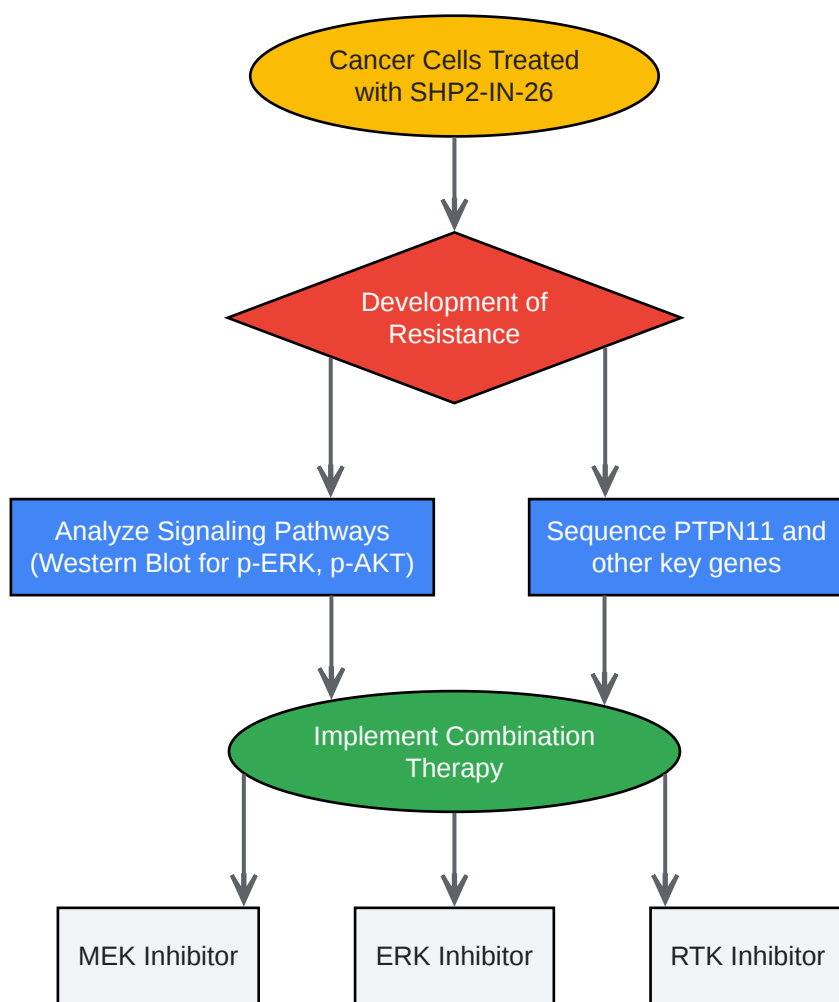 Cancer Cells Treated
with SHP2-IN-26
Development of
Resistance
Analyze Signaling Pathways
(Western Blot for p-ERK, p-AKT)
Sequence PTPN11 and
other key genes
Implement Combination
Therapy
MEK Inhibitor
ERK Inhibitor
RTK Inhibitor